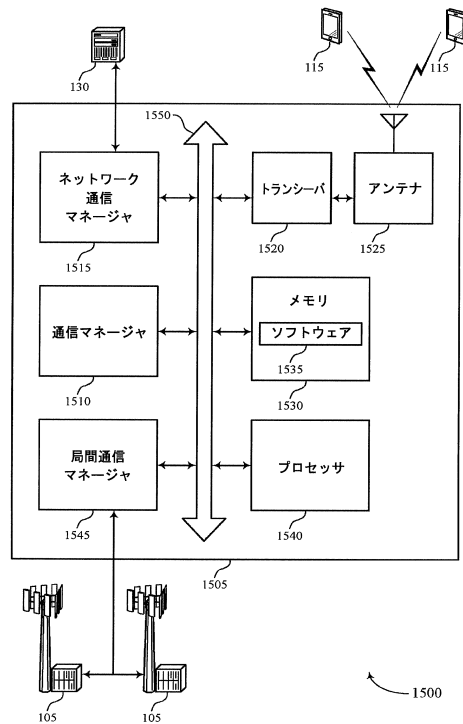 115
115
130
1550
ネットワーク
通信
マネージャ
1515
トランシーバ
1520
アンテナ
1525
通信マネージャ
1510
メモリ
ソフトウェア
1535
1530
局間通信
マネージャ
1545
プロセッサ
1540
1505
105
105
1500